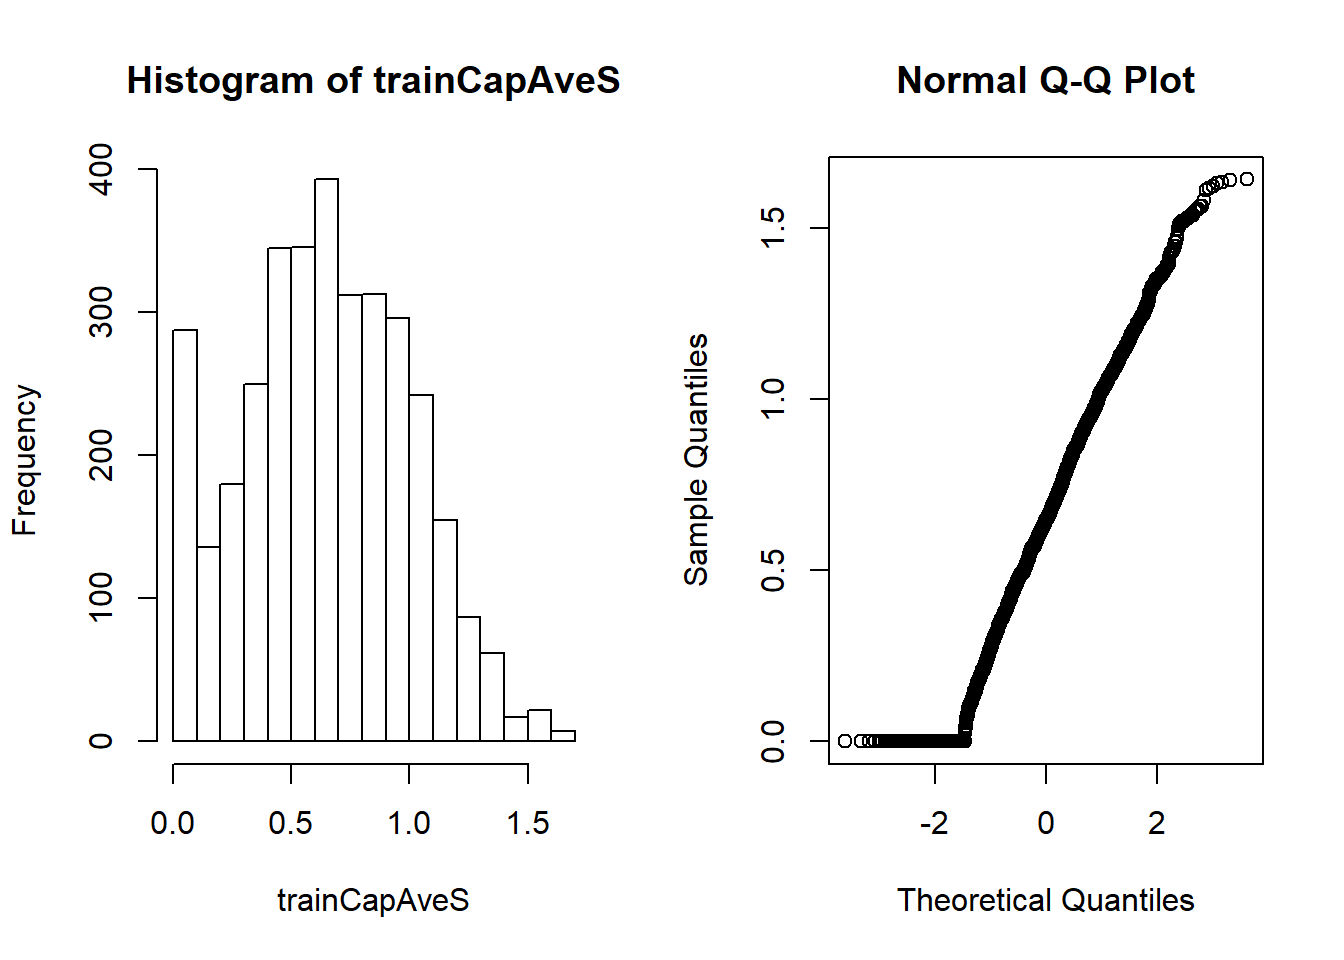 Histogram of trainCapAveS
Frequency
400
300
200
100
0
0.0 0.5 1.0 1.5
trainCapAveS
Normal Q-Q Plot
Sample Quantiles
1.5
1.0
0.5
0.0
-2 0 2
Theoretical Quantiles